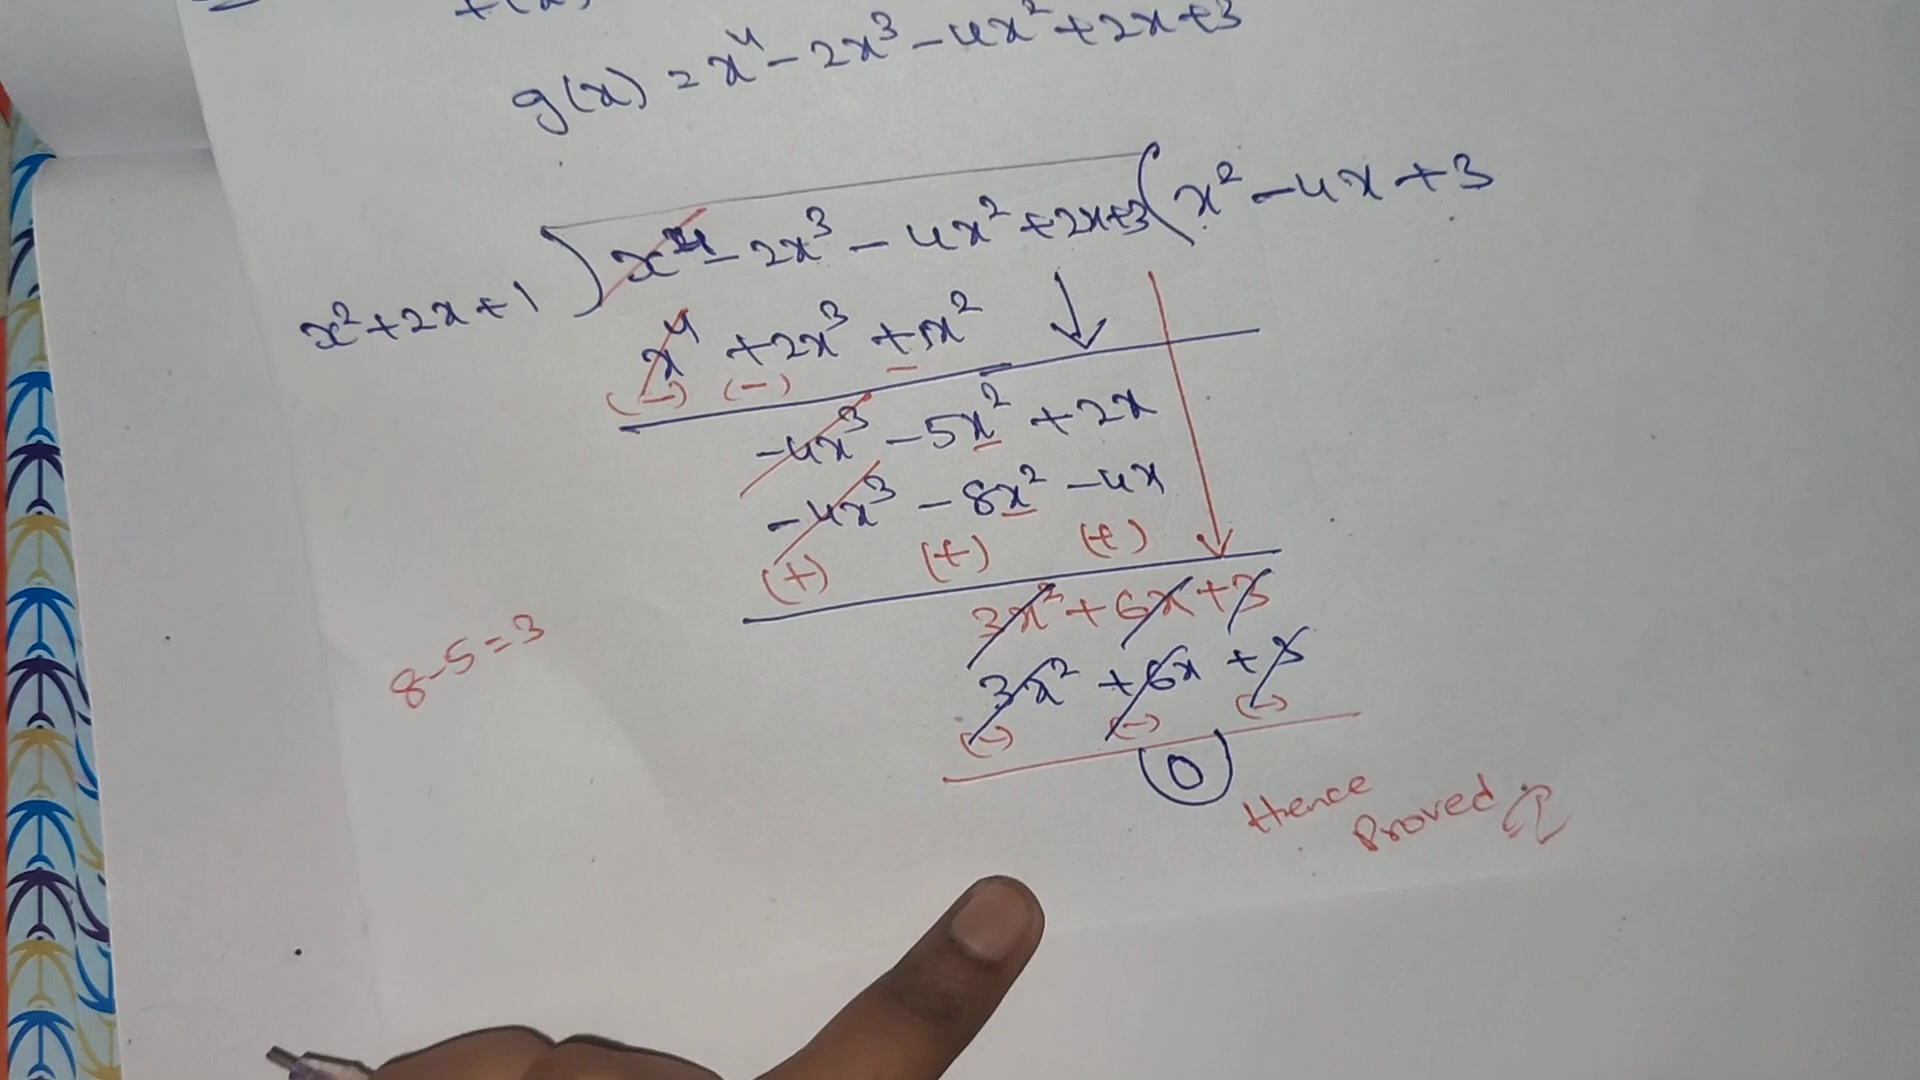 g(x) = x⁴ - 2x³ - 4x² + 2x + 3
x² + 2x + 1 ) x⁴ - 2x³ - 4x² + 2x + 3 ( x² - 4x + 3
x⁴ + 2x³ + 1x²
(-) (-) -
-4x³ - 5x² + 2x
-4x³ - 8x² - 4x
(+) (+) (+)
3x² + 6x + 3
8-5=3
3x² + 6x + 3
(-) (-) (-)
0
Hence
Proved